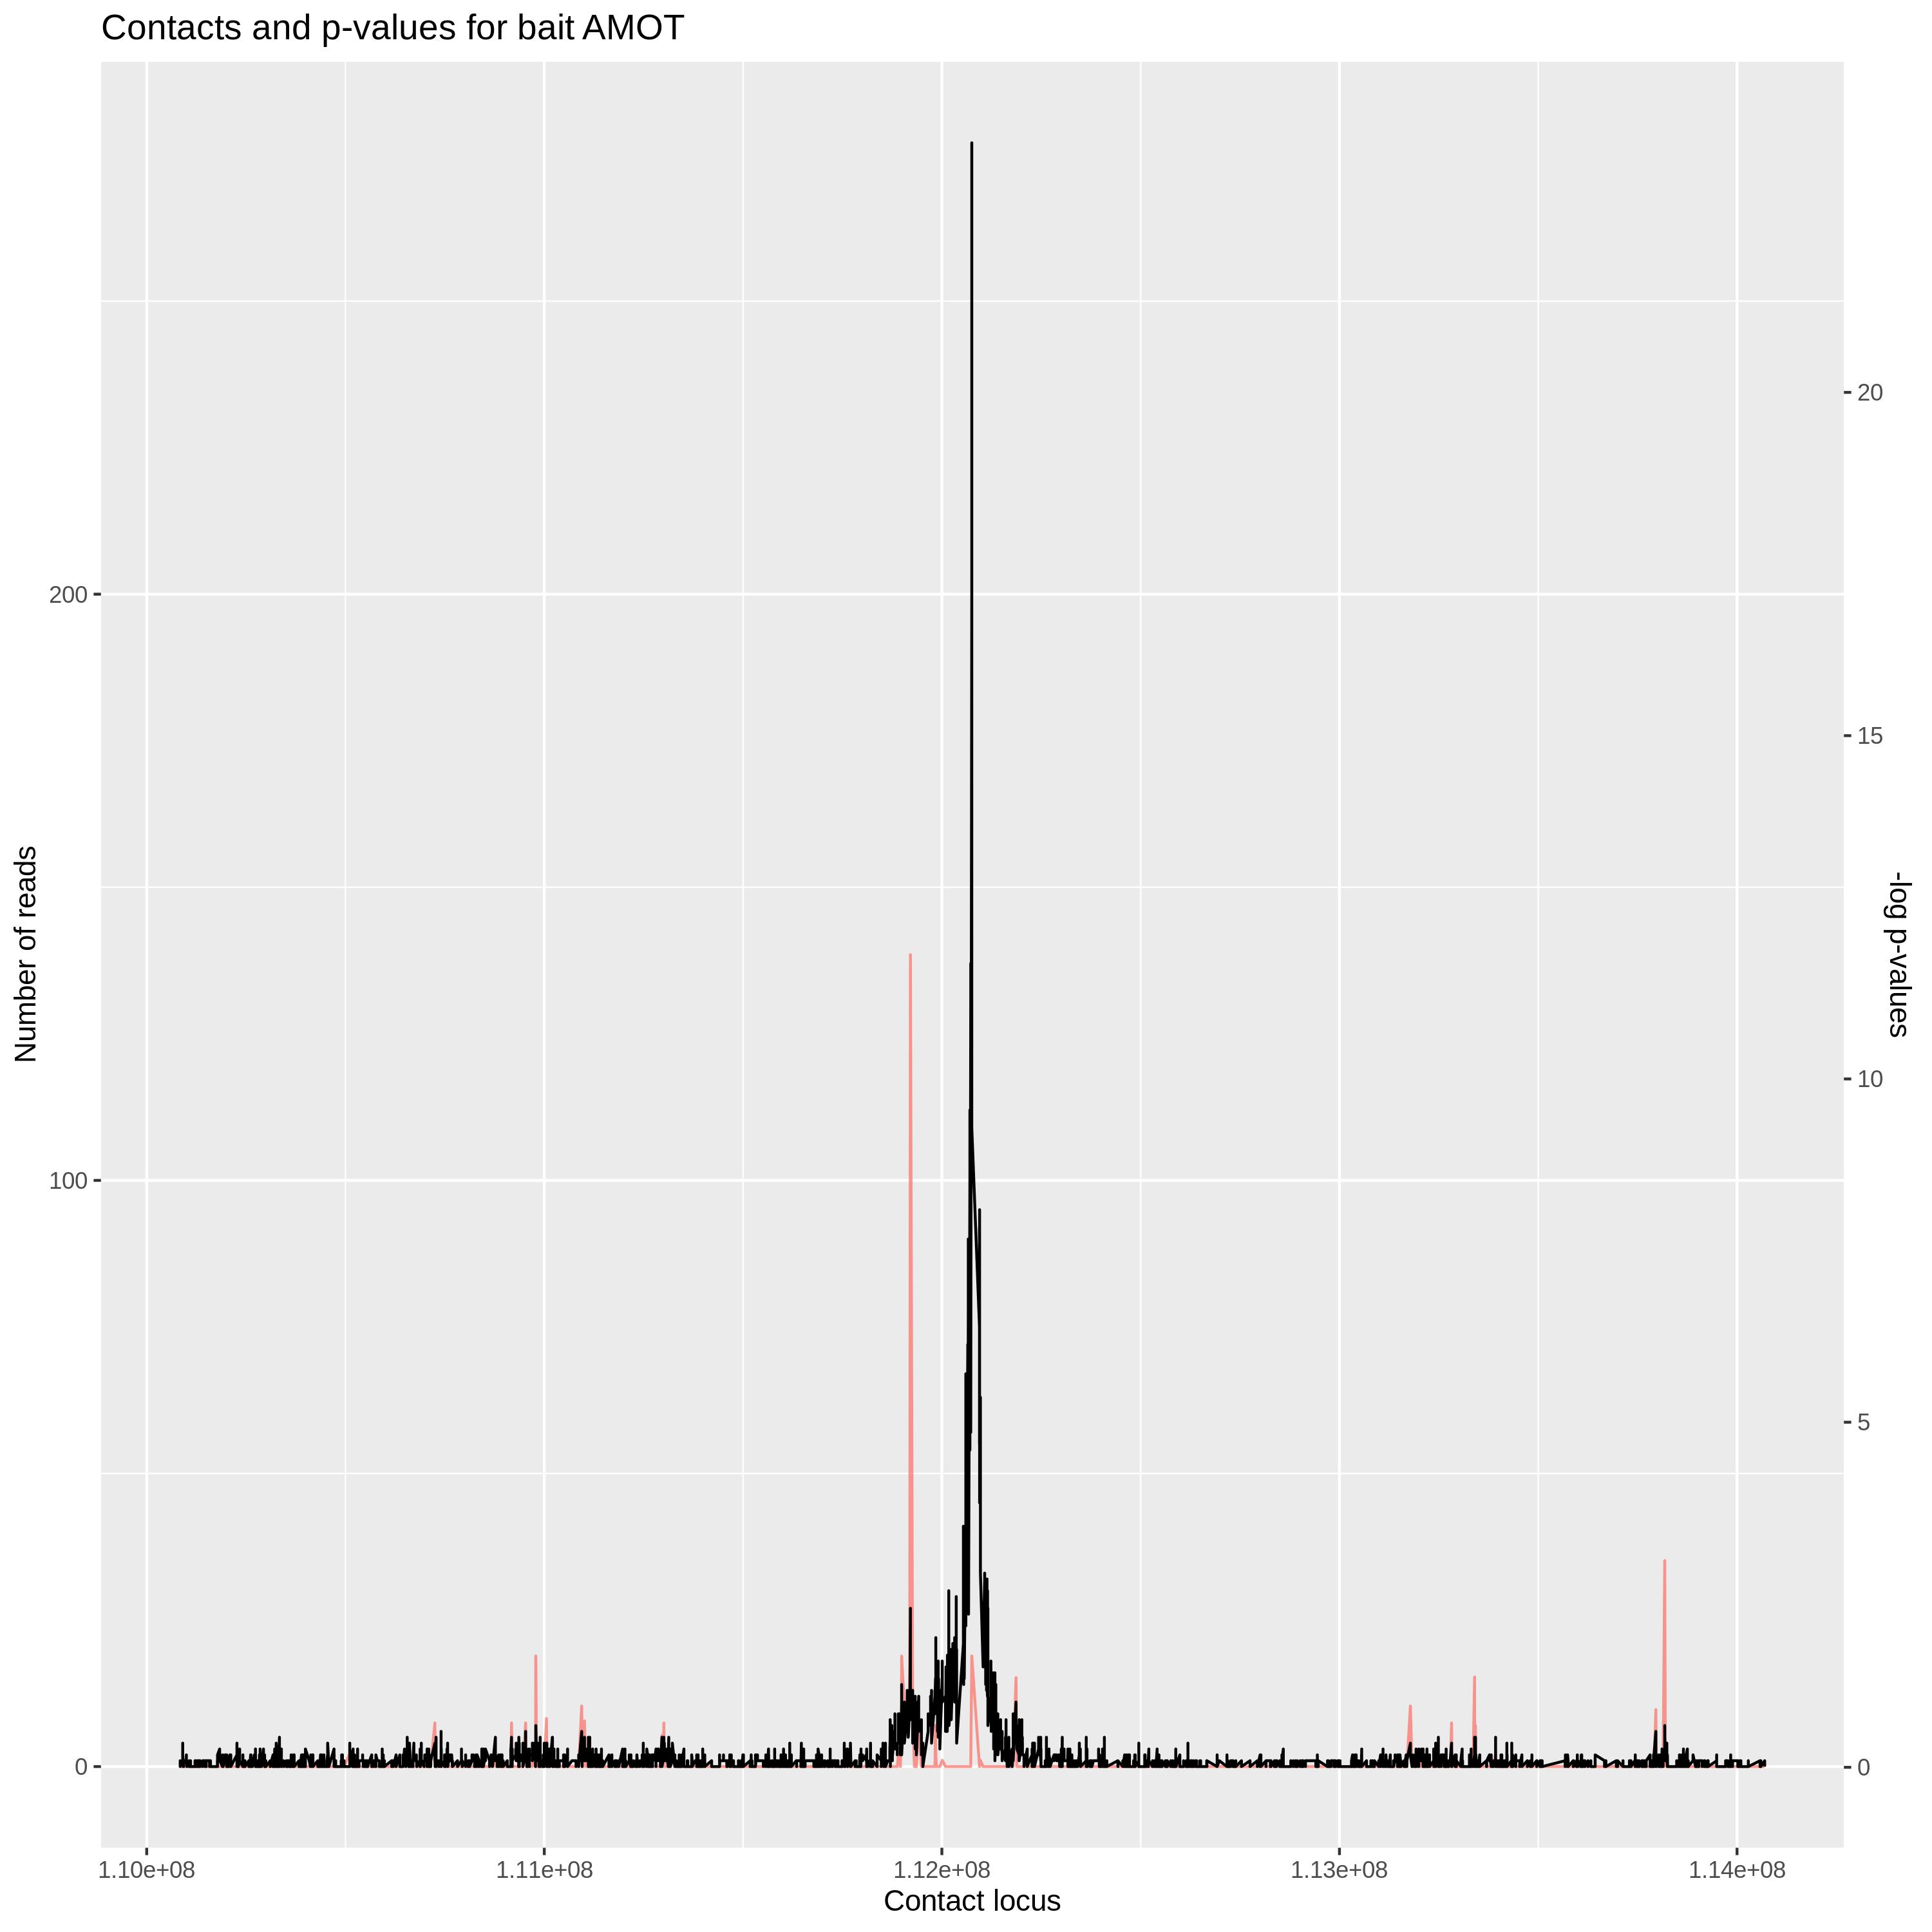 Contacts and p-values for bait AMOT
Number of reads
200
100
0
20
15
10
5
0
-log p-values
1.10e+08
1.11e+08
1.12e+08
1.13e+08
1.14e+08
Contact locus